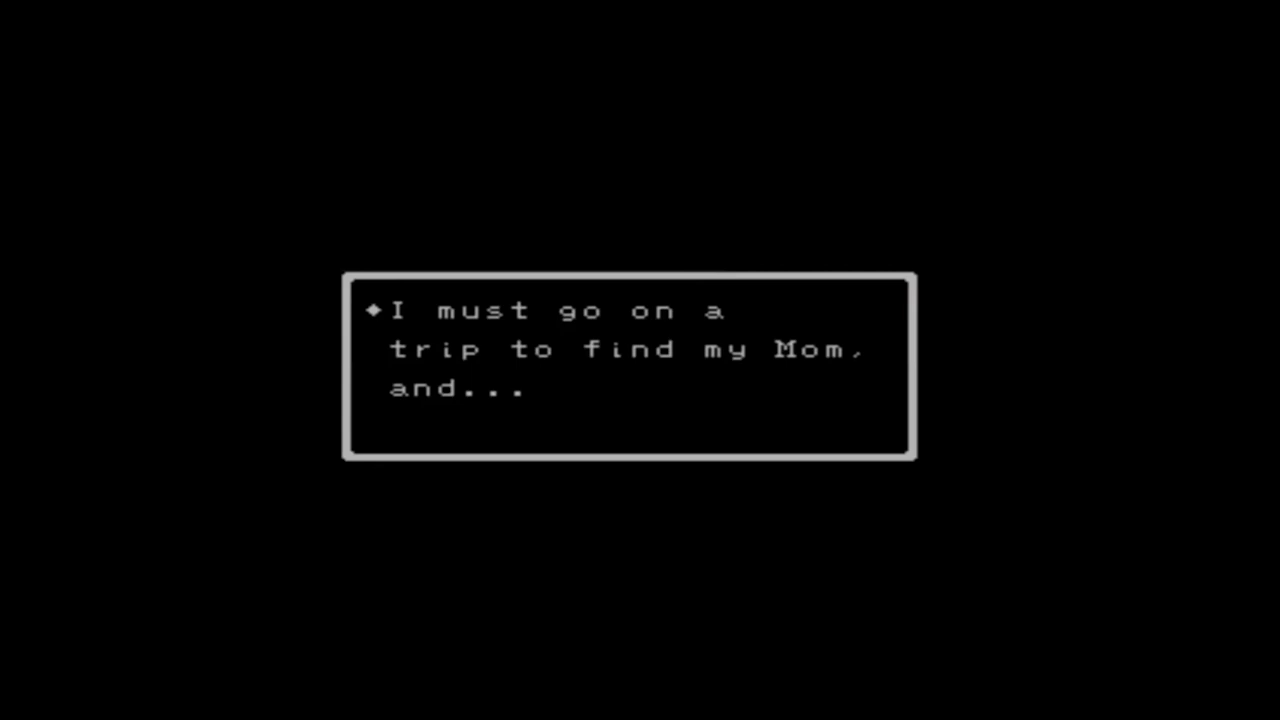 ◆I must go on a
trip to find my Mom,
and...